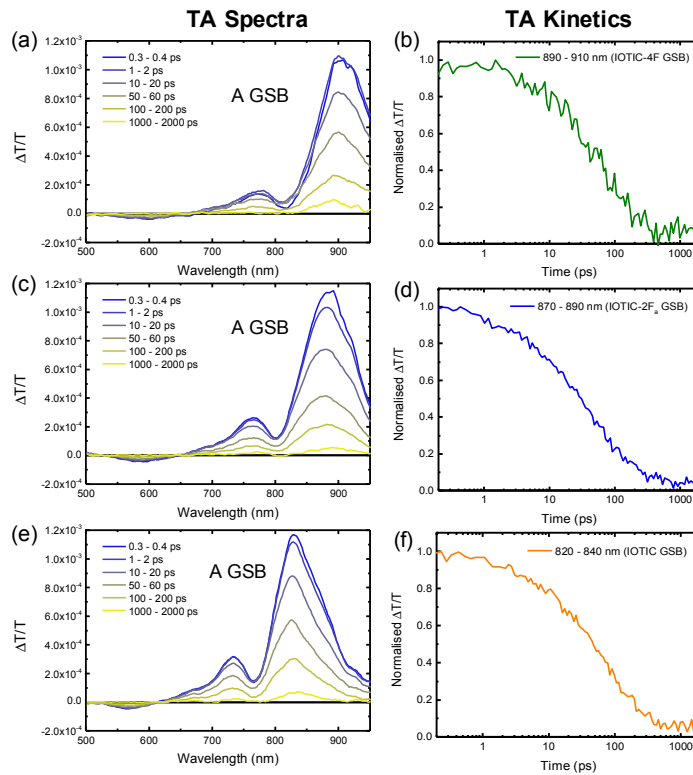 TA Spectra
TA Kinetics
(a)
1.2x10⁻³
1.0x10⁻³
8.0x10⁻⁴
6.0x10⁻⁴
4.0x10⁻⁴
2.0x10⁻⁴
0.0
-2.0x10⁻⁴
ΔT/T
0.3 - 0.4 ps
1 - 2 ps
10 - 20 ps
50 - 60 ps
100 - 200 ps
1000 - 2000 ps
A GSB
500 600 700 800 900
Wavelength (nm)
(b)
1.0
0.8
0.6
0.4
0.2
0.0
Normalised ΔT/T
890 - 910 nm (IOTIC-4F GSB)
1 10 100 1000
Time (ps)
(c)
1.2x10⁻³
1.0x10⁻³
8.0x10⁻⁴
6.0x10⁻⁴
4.0x10⁻⁴
2.0x10⁻⁴
0.0
-2.0x10⁻⁴
ΔT/T
0.3 - 0.4 ps
1 - 2 ps
10 - 20 ps
50 - 60 ps
100 - 200 ps
1000 - 2000 ps
A GSB
500 600 700 800 900
Wavelength (nm)
(d)
1.0
0.8
0.6
0.4
0.2
0.0
Normalised ΔT/T
870 - 890 nm (IOTIC-2Fₐ GSB)
1 10 100 1000
Time (ps)
(e)
1.2x10⁻³
1.0x10⁻³
8.0x10⁻⁴
6.0x10⁻⁴
4.0x10⁻⁴
2.0x10⁻⁴
0.0
-2.0x10⁻⁴
ΔT/T
0.3 - 0.4 ps
1 - 2 ps
10 - 20 ps
50 - 60 ps
100 - 200 ps
1000 - 2000 ps
A GSB
500 600 700 800 900
Wavelength (nm)
(f)
1.0
0.8
0.6
0.4
0.2
0.0
Normalised ΔT/T
820 - 840 nm (IOTIC GSB)
1 10 100 1000
Time (ps)